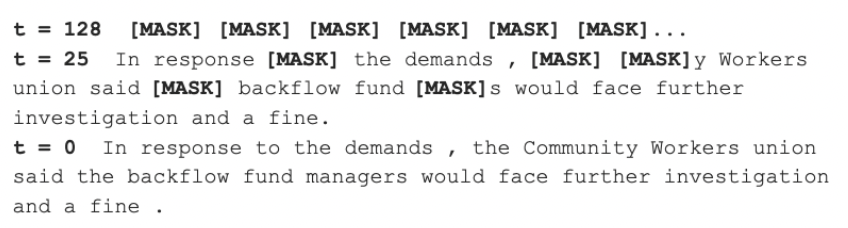 t = 128 [MASK] [MASK] [MASK] [MASK] [MASK] [MASK]...
t = 25 In response [MASK] the demands , [MASK] [MASK]y Workers
union said [MASK] backflow fund [MASK]s would face further
investigation and a fine.
t = 0 In response to the demands , the Community Workers union
said the backflow fund managers would face further investigation
and a fine .